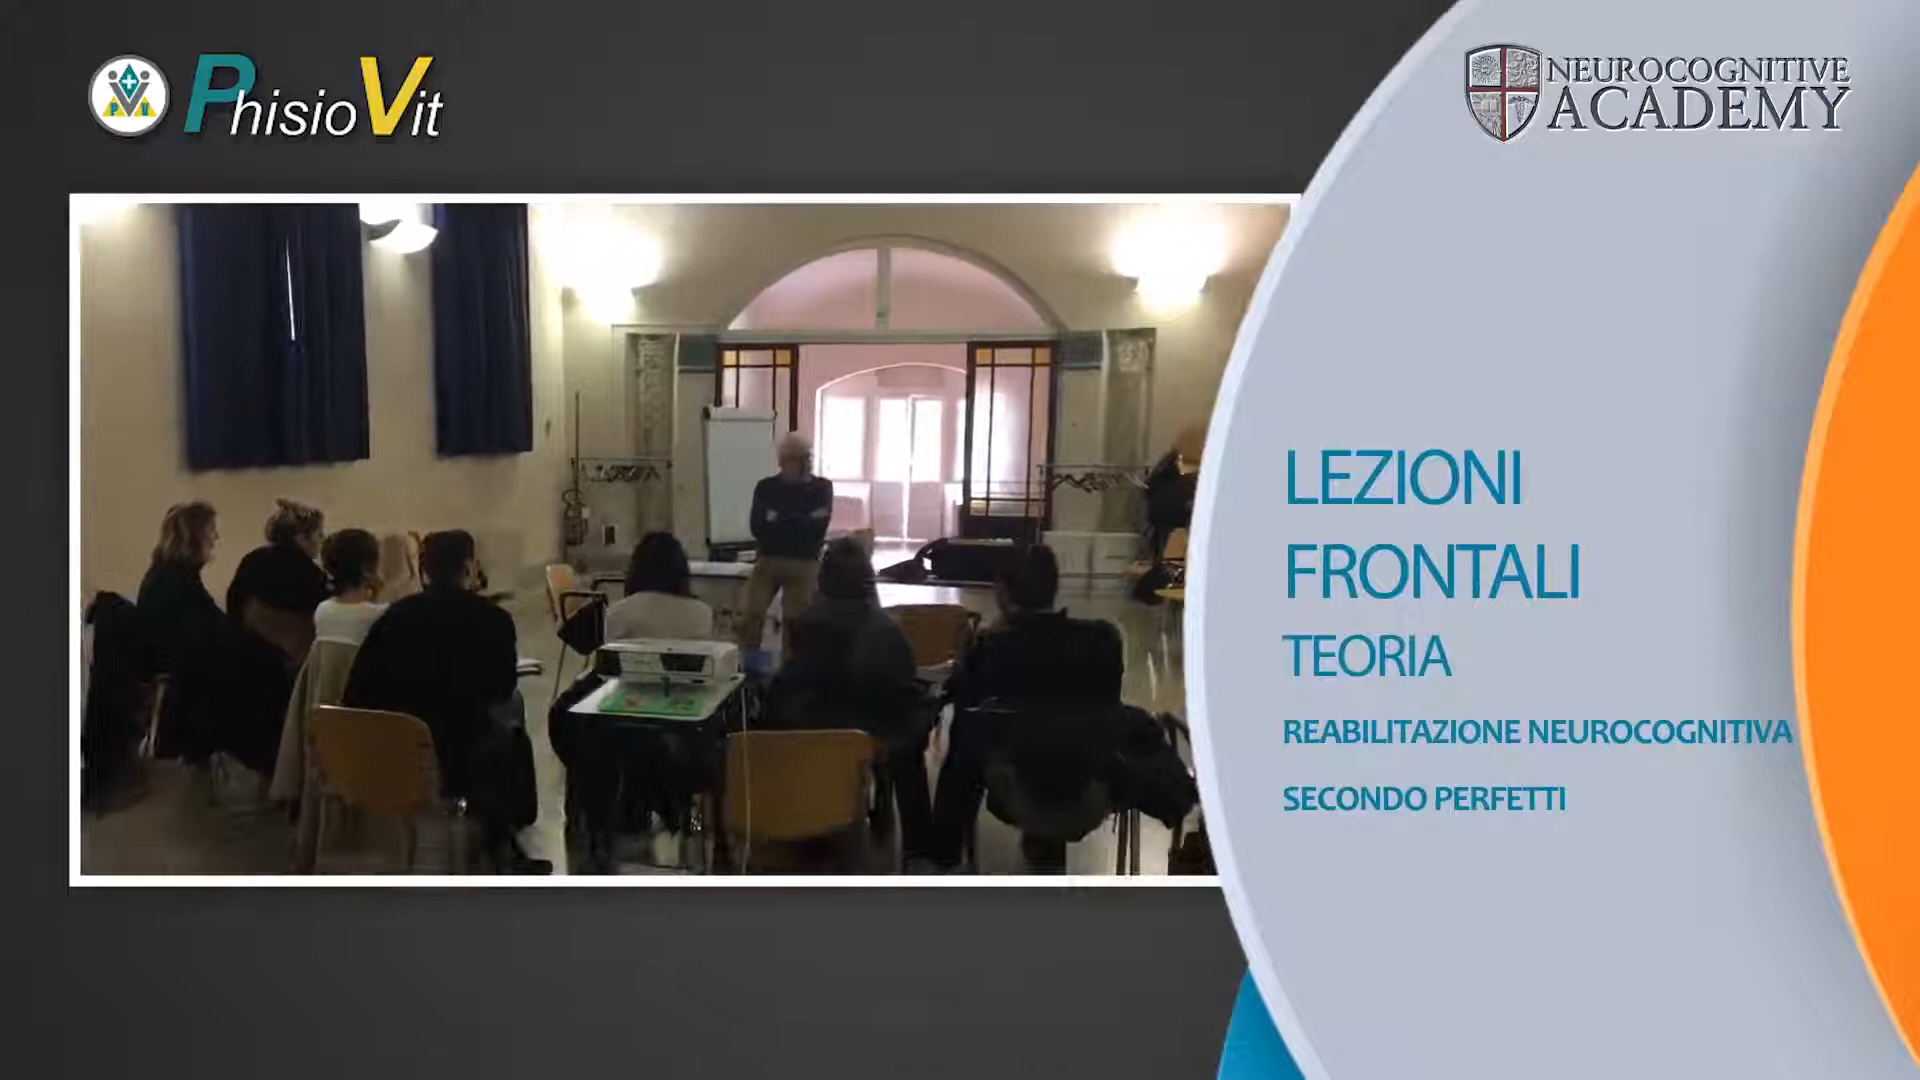 PhisioVit
NEUROCOGNITIVE
ACADEMY
LEZIONI
FRONTALI
TEORIA
REABILITAZIONE NEUROCOGNITIVA
SECONDO PERFETTI